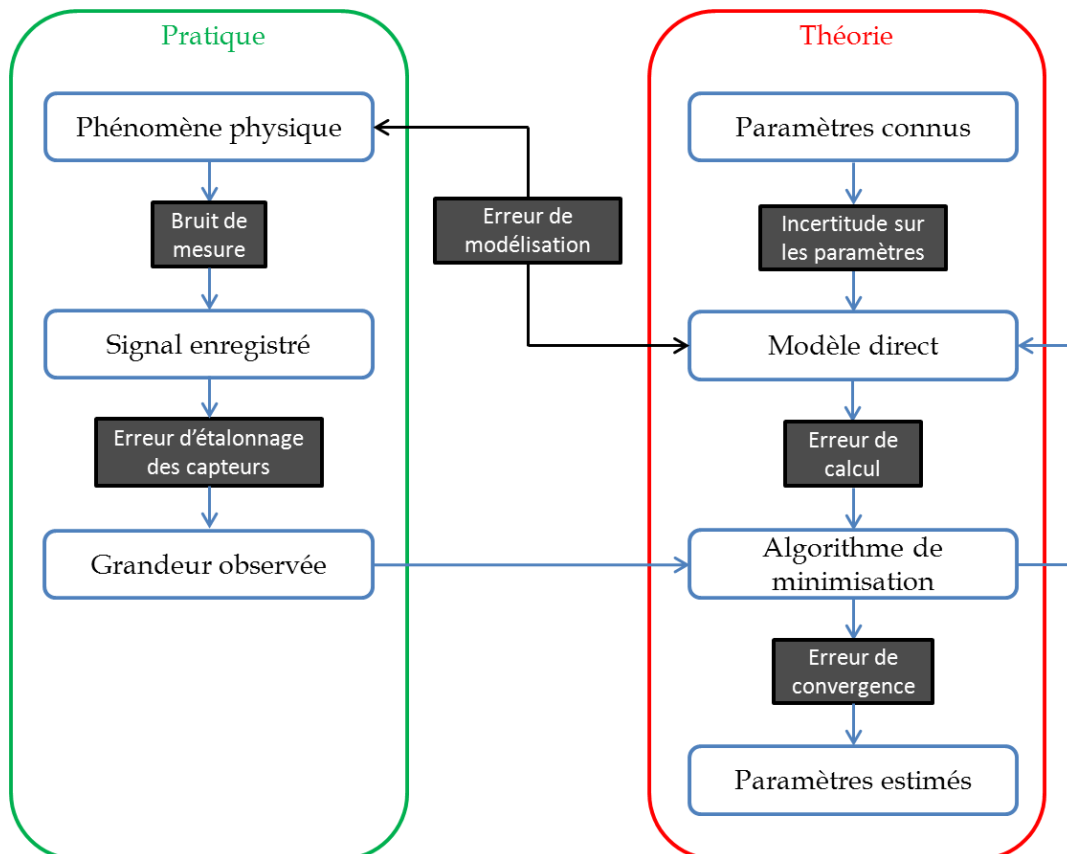 Pratique
Phénomène physique
Bruit de
mesure
Signal enregistré
Erreur d'étalonnage
des capteurs
Grandeur observée
Erreur de
modélisation
Théorie
Paramètres connus
Incertitude sur
les paramètres
Modèle direct
Erreur de
calcul
Algorithme de
minimisation
Erreur de
convergence
Paramètres estimés